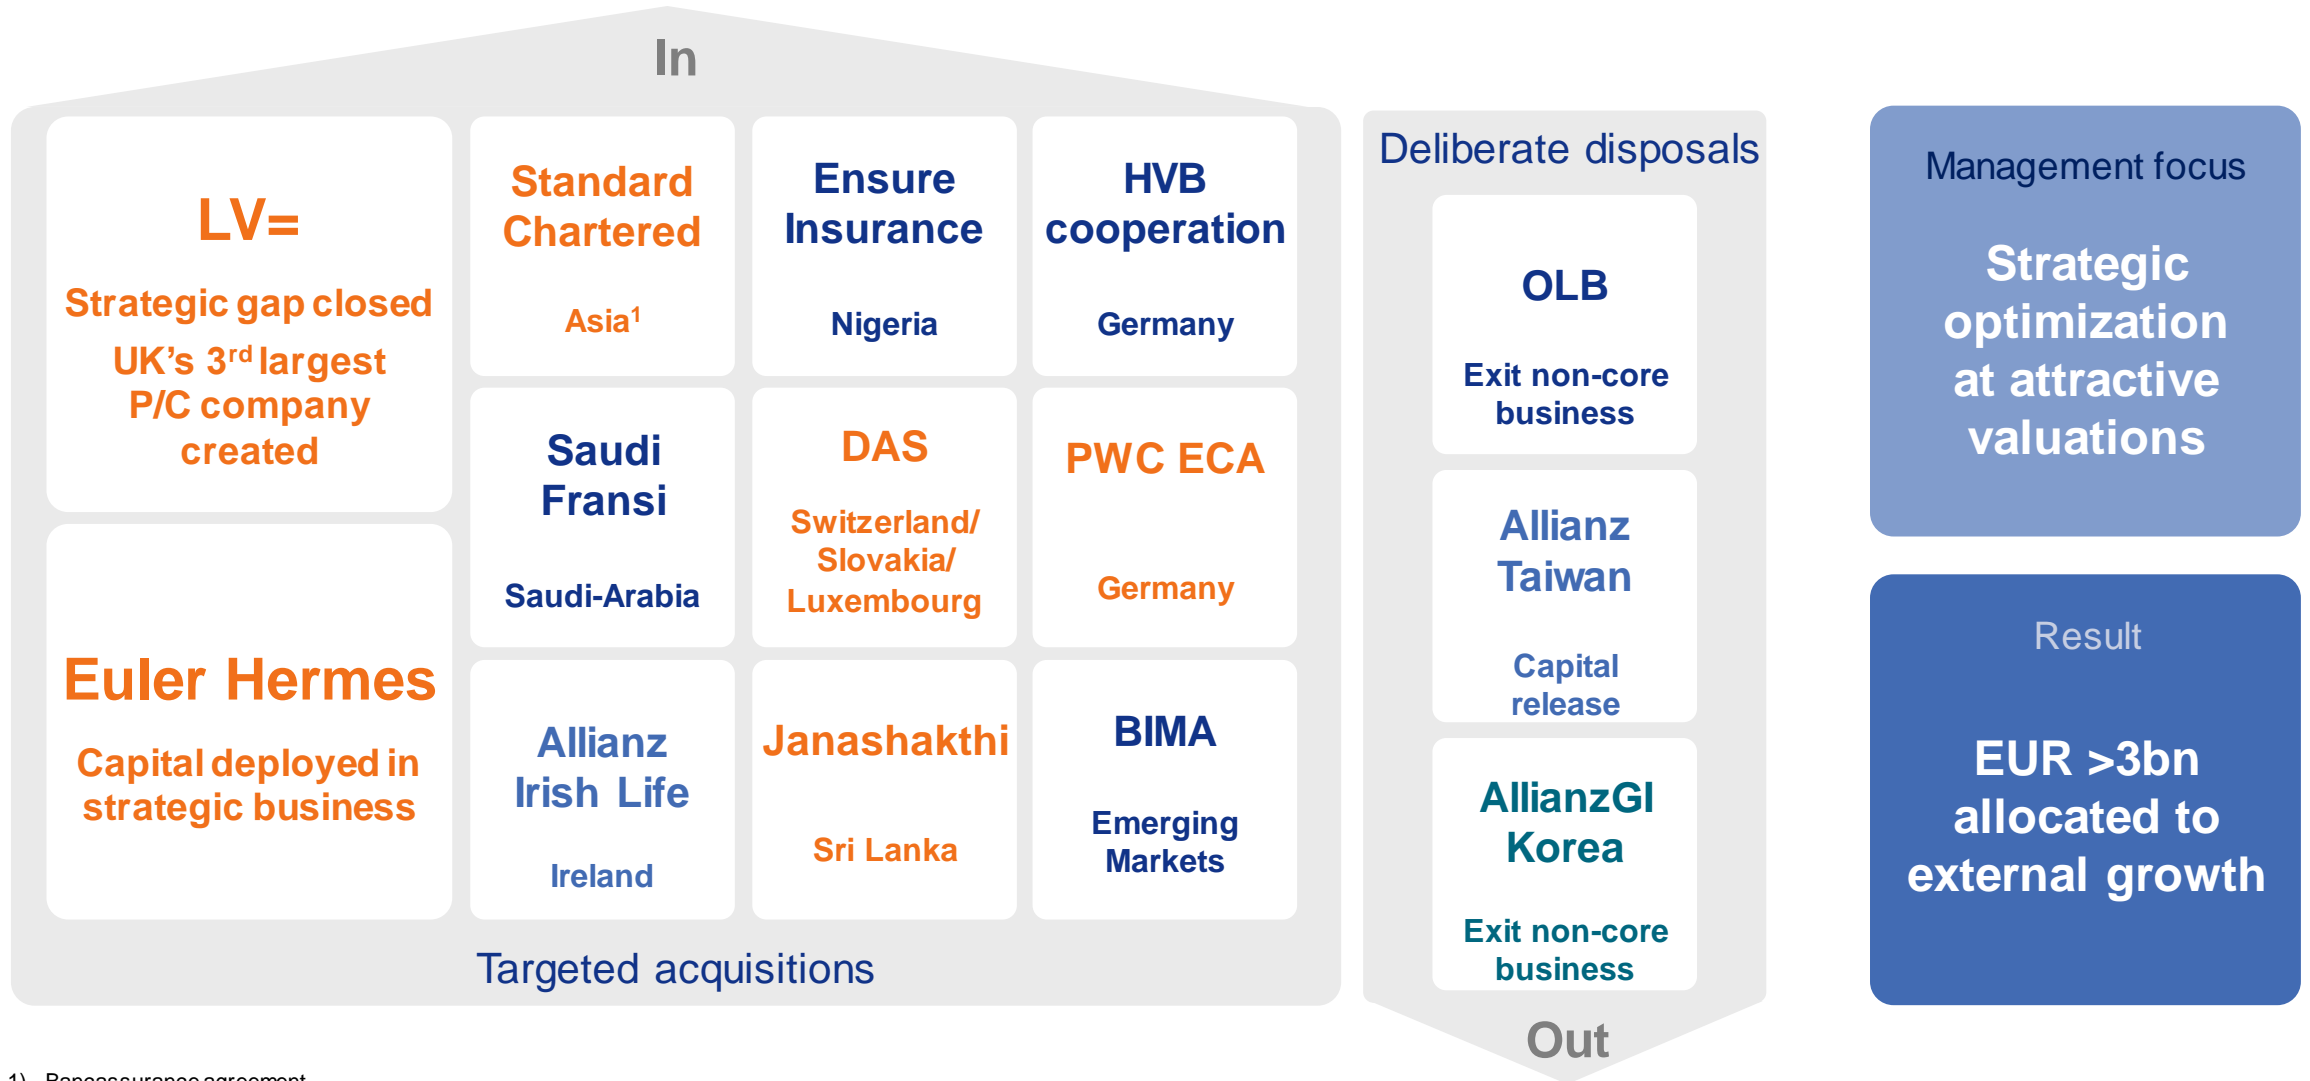 In
LV=
Strategic gap closed
UK's 3rd largest
P/C company
created
Euler Hermes
Capital deployed in
strategic business
Standard
Chartered
Asia1
Ensure
Insurance
Nigeria
HVB
cooperation
Germany
Saudi
Fransi
Saudi-Arabia
DAS
Switzerland/
Slovakia/
Luxembourg
PWC ECA
Germany
Allianz
Irish Life
Ireland
Janashakthi
Sri Lanka
BIMA
Emerging
Markets
Targeted acquisitions
Deliberate disposals
OLB
Exit non-core
business
Allianz
Taiwan
Capital
release
AllianzGI
Korea
Exit non-core
business
Out
Management focus
Strategic
optimization
at attractive
valuations
Result
EUR >3bn
allocated to
external growth
1) Bancassurance agreement